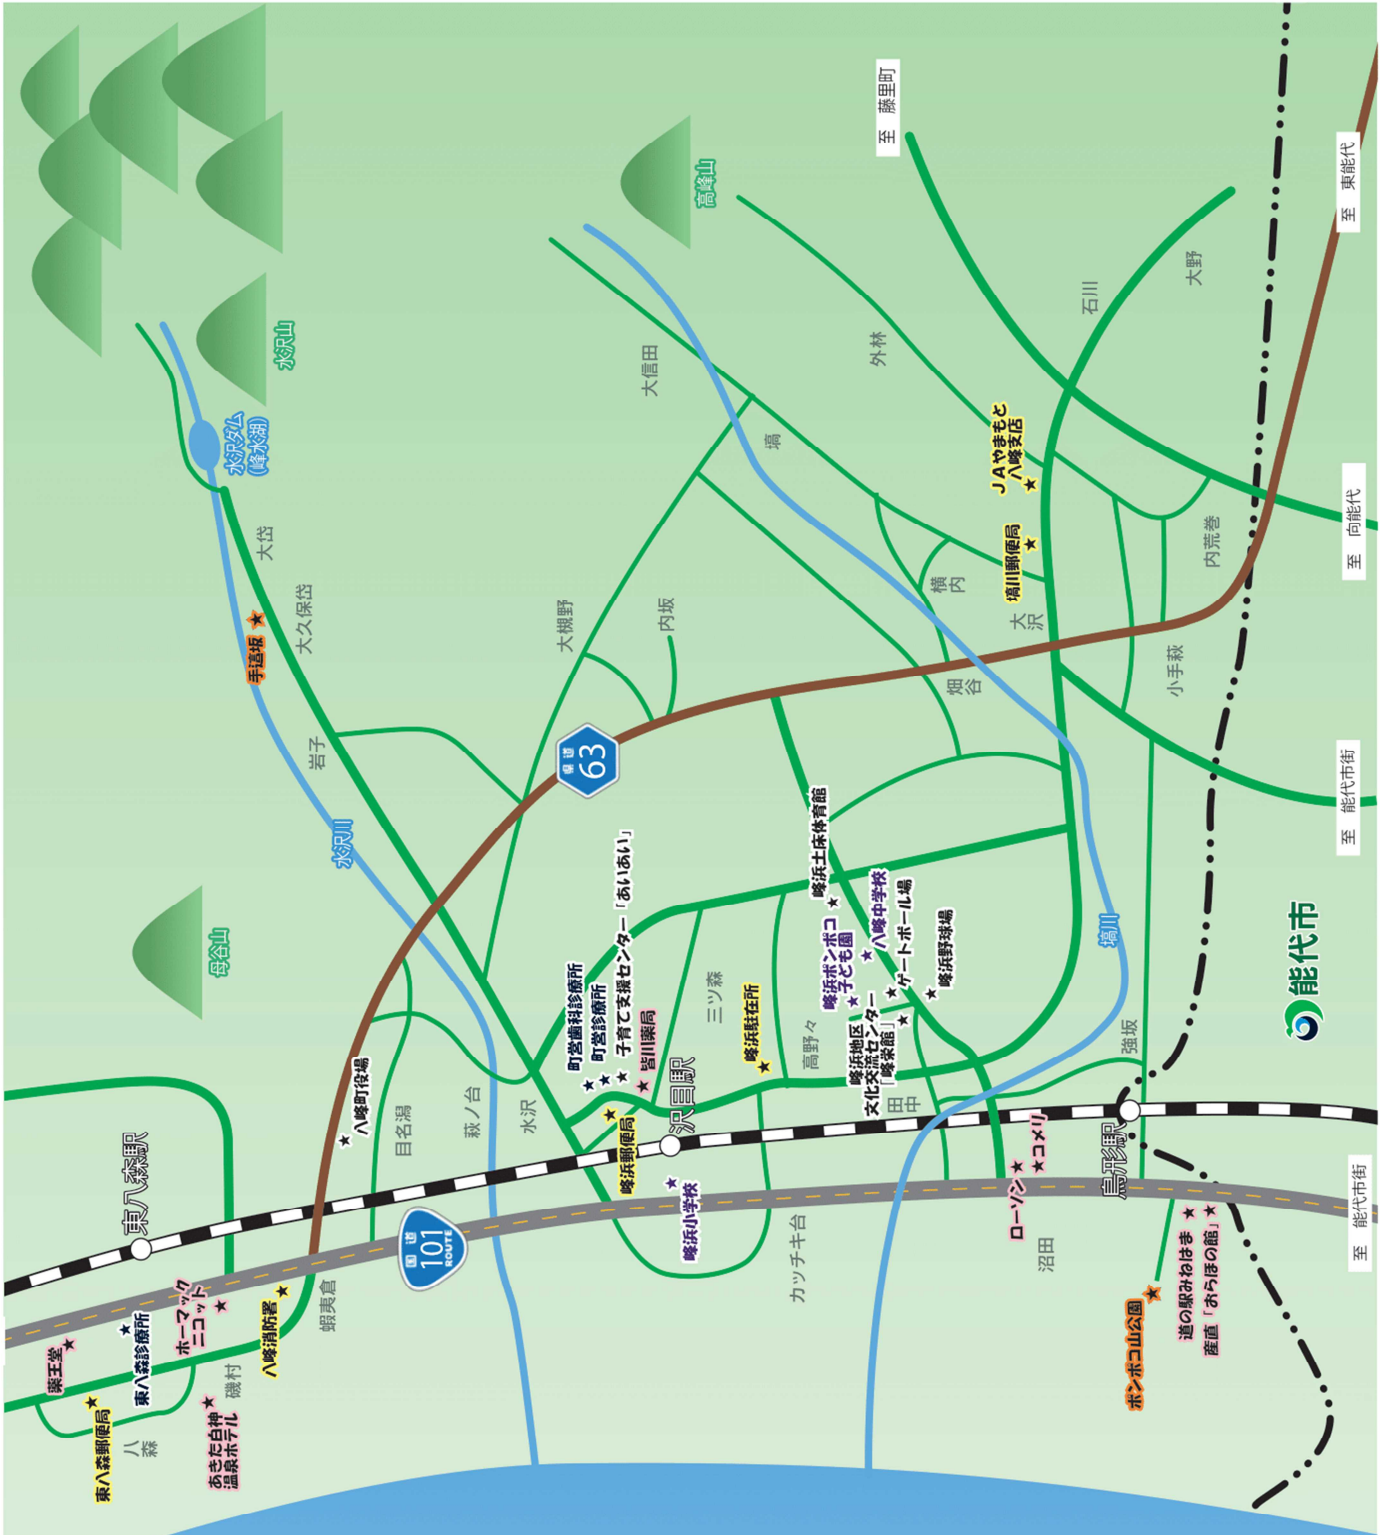 水沢山
水沢ダム
(峰水湖)
高峰山
至　藤里町
至　東能代
大岱
手這坂
大久保岱
大信田
外林
石川
大野
塙
JAやまもと
八峰支店
塙川郵便局
内荒巻
至　向能代
岩子
水沢川
大槻野
内坂
横内
大沢
畑谷
小手萩
県道
63
母谷山
至　能代市街
八峰町役場
目名潟
萩ノ台
水沢
町営歯科診療所
町営診療所
子育て支援センター「あいあい」
皆川薬局
三ツ森
峰浜駐在所
高野々
峰浜土床体育館
峰浜ポンポコ
子ども園
八峰中学校
ゲートボール場
峰浜野球場
峰浜地区
文化交流センター
「峰栄館」
田中
塙川
強坂
能代市
東八森駅
沢目駅
鳥形駅
峰浜郵便局
峰浜小学校
国道
101
ROUTE
カッチキ台
ローソン
コメリ
沼田
至　能代市街
道の駅みねはま
産直「おらほの館」
ポンポコ山公園
薬王堂
東八森診療所
ホーマック
ニコット
八峰消防署
蝦夷倉
磯村
東八森郵便局
八森
あきた白神
温泉ホテル